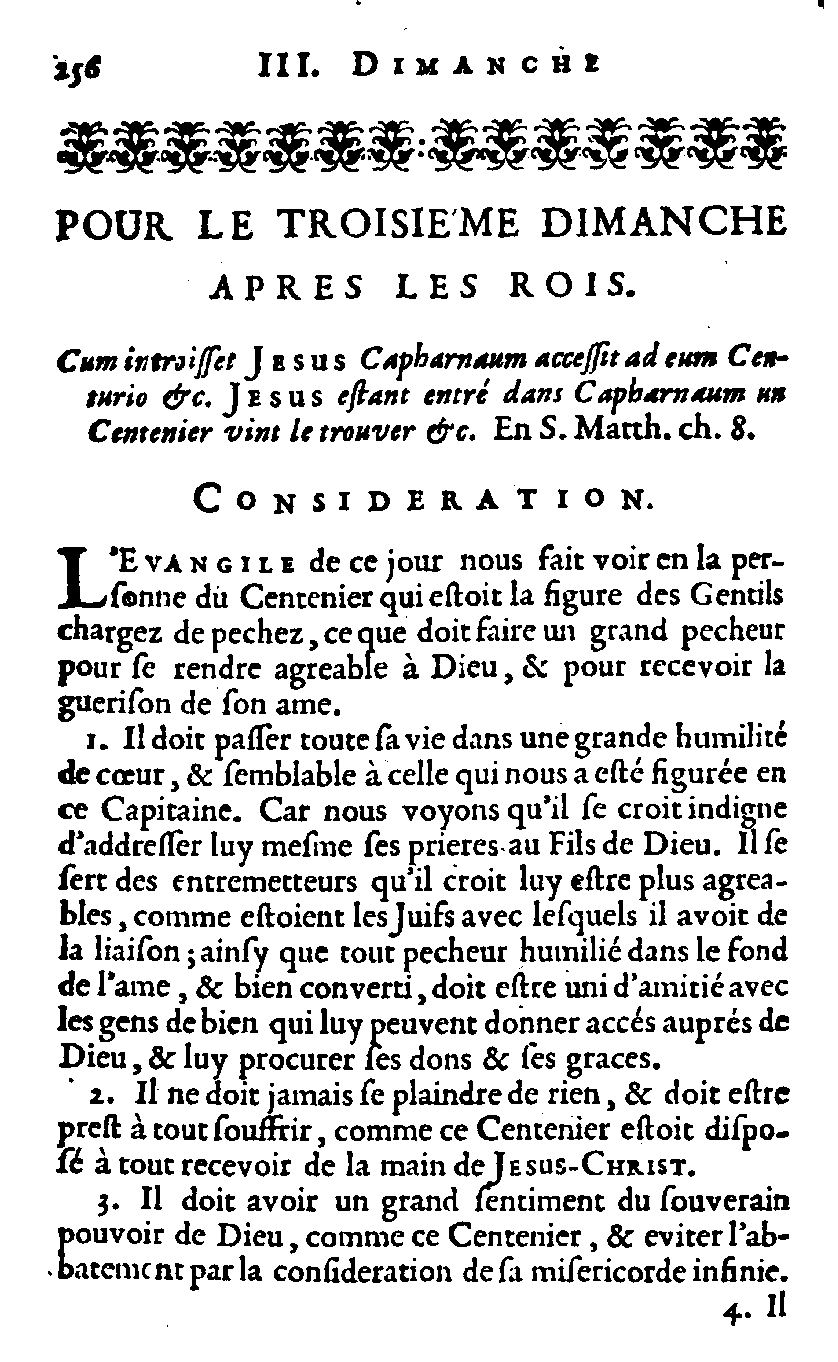 256 III. DIMANCHE
POUR LE TROISIE'ME DIMANCHE
APRES LES ROIS.
Cum introiſſet JESUS Capharnaum acceſſit ad eum Cen-
turio &c. JESUS eſtant entré dans Capharnaum un
Centenier vint le trouver &c. En S. Matth. ch. 8.
CONSIDERATION.
L'EVANGILE de ce jour nous fait voir en la per-
ſonne du Centenier qui eſtoit la figure des Gentils
chargez de pechez, ce que doit faire un grand pecheur
pour ſe rendre agreable à Dieu, & pour recevoir la
gueriſon de ſon ame.
1. Il doit paſſer toute ſa vie dans une grande humilité
de cœur, & ſemblable à celle qui nous a eſté figurée en
ce Capitaine. Car nous voyons qu'il ſe croit indigne
d'addreſſer luy meſme ſes prieres au Fils de Dieu. Il ſe
ſert des entremetteurs qu'il croit luy eſtre plus agrea-
bles, comme eſtoient les Juifs avec leſquels il avoit de
la liaiſon; ainſy que tout pecheur humilié dans le fond
de l'ame, & bien converti, doit eſtre uni d'amitié avec
les gens de bien qui luy peuvent donner accés auprés de
Dieu, & luy procurer ſes dons & ſes graces.
2. Il ne doit jamais ſe plaindre de rien, & doit eſtre
preſt à tout ſouffrir, comme ce Centenier eſtoit diſpo-
ſé à tout recevoir de la main de JESUS-CHRIST.
3. Il doit avoir un grand ſentiment du ſouverain
pouvoir de Dieu, comme ce Centenier, & eviter l'ab-
batement par la conſideration de ſa miſericorde infinie.
4. Il